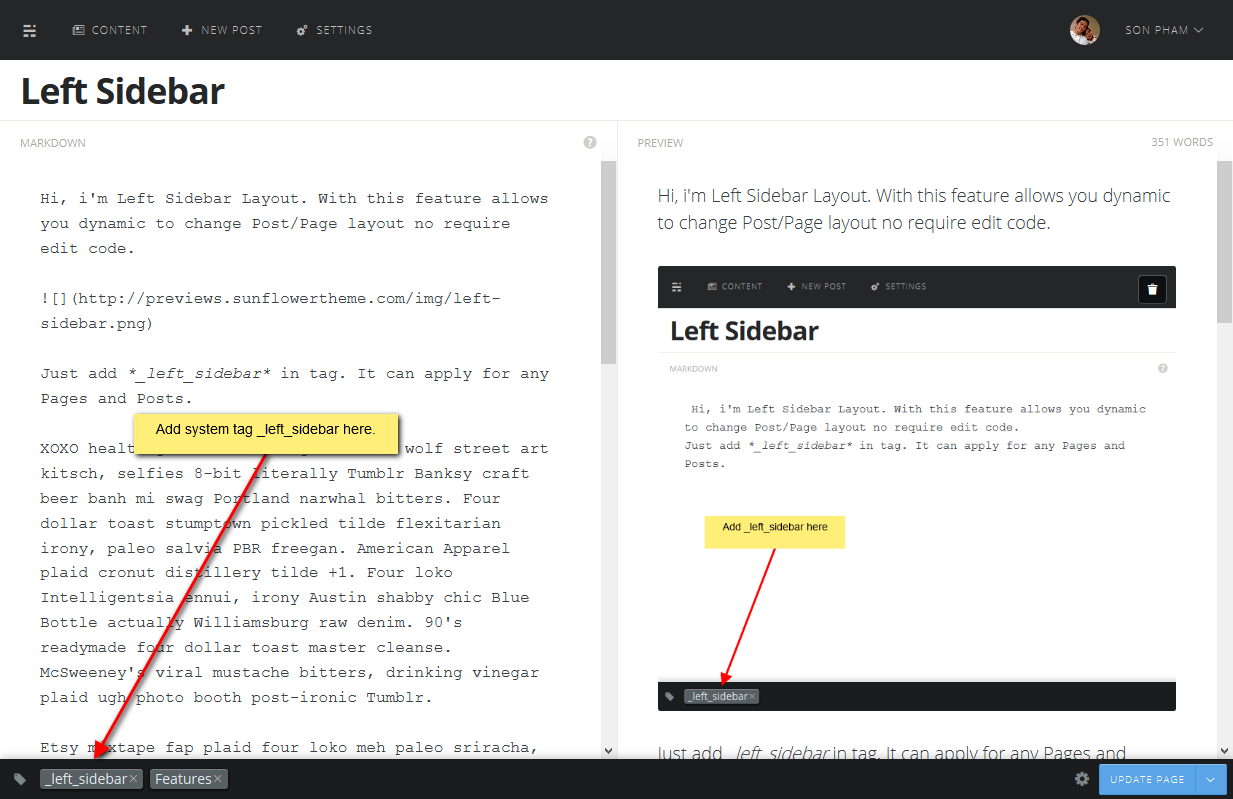 CONTENT NEW POST SETTINGS SON PHAM
Left Sidebar
MARKDOWN
Hi, i'm Left Sidebar Layout. With this feature allows
you dynamic to change Post/Page layout no require
edit code.
![](http://previews.sunflowertheme.com/img/left-
sidebar.png)
Just add *_left_sidebar* in tag. It can apply for any
Pages and Posts.
Add system tag _left_sidebar here.
XOXO wolf street art
kitsch, selfies 8-bit literally Tumblr Banksy craft
beer banh mi swag Portland narwhal bitters. Four
dollar toast stumptown pickled tilde flexitarian
irony, paleo salvia PBR freegan. American Apparel
plaid cronut distillery tilde +1. Four loko
Intelligentsia ennui, irony Austin shabby chic Blue
Bottle actually Williamsburg raw denim. 90's
readymade four dollar toast master cleanse.
McSweeney's viral mustache bitters, drinking vinegar
plaid ugh photo booth post-ironic Tumblr.
Etsy mixtape fap plaid four loko meh paleo sriracha,
PREVIEW 351 WORDS
Hi, i'm Left Sidebar Layout. With this feature allows you dynamic
to change Post/Page layout no require edit code.
CONTENT NEW POST SETTINGS
Left Sidebar
MARKDOWN
Hi, i'm Left Sidebar Layout. With this feature allows you dynamic
to change Post/Page layout no require edit code.
Just add *_left_sidebar* in tag. It can apply for any Pages and
Posts.
Add _left_sidebar here
_left_sidebar×
Just add _left_sidebar in tag. It can apply for any Pages and
_left_sidebar× Features× UPDATE PAGE